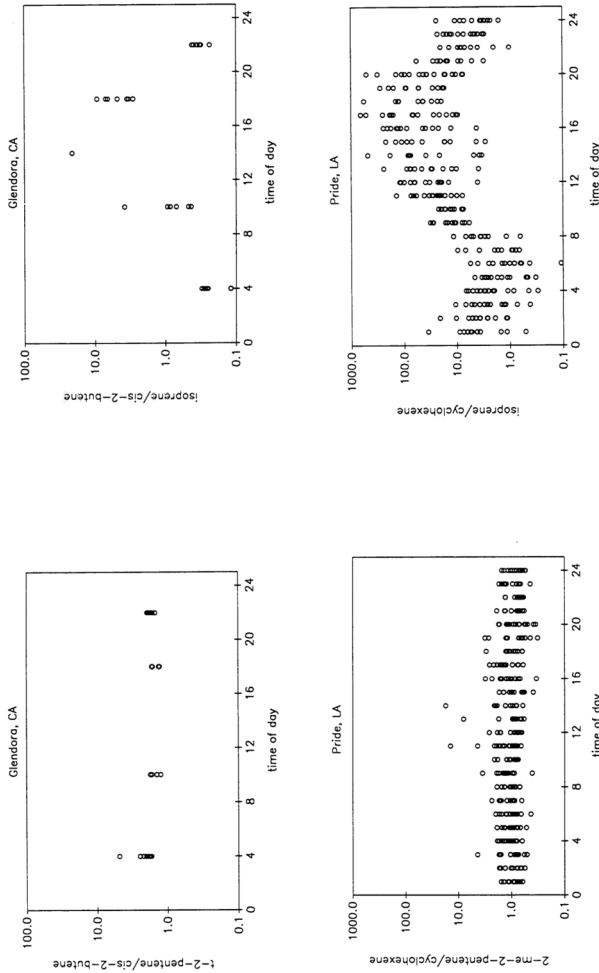 Glendora, CA
100.0
10.0
1.0
0.1
isoprene/cis-2-butene
0 4 8 12 16 20 24
time of day
Pride, LA
1000.0
100.0
10.0
1.0
0.1
isoprene/cyclohexene
0 4 8 12 16 20 24
time of day
Glendora, CA
100.0
10.0
1.0
0.1
t-2-pentene/cis-2-butene
0 4 8 12 16 20 24
time of day
Pride, LA
1000.0
100.0
10.0
1.0
0.1
2-me-2-pentene/cyclohexene
0 4 8 12 16 20 24
time of day